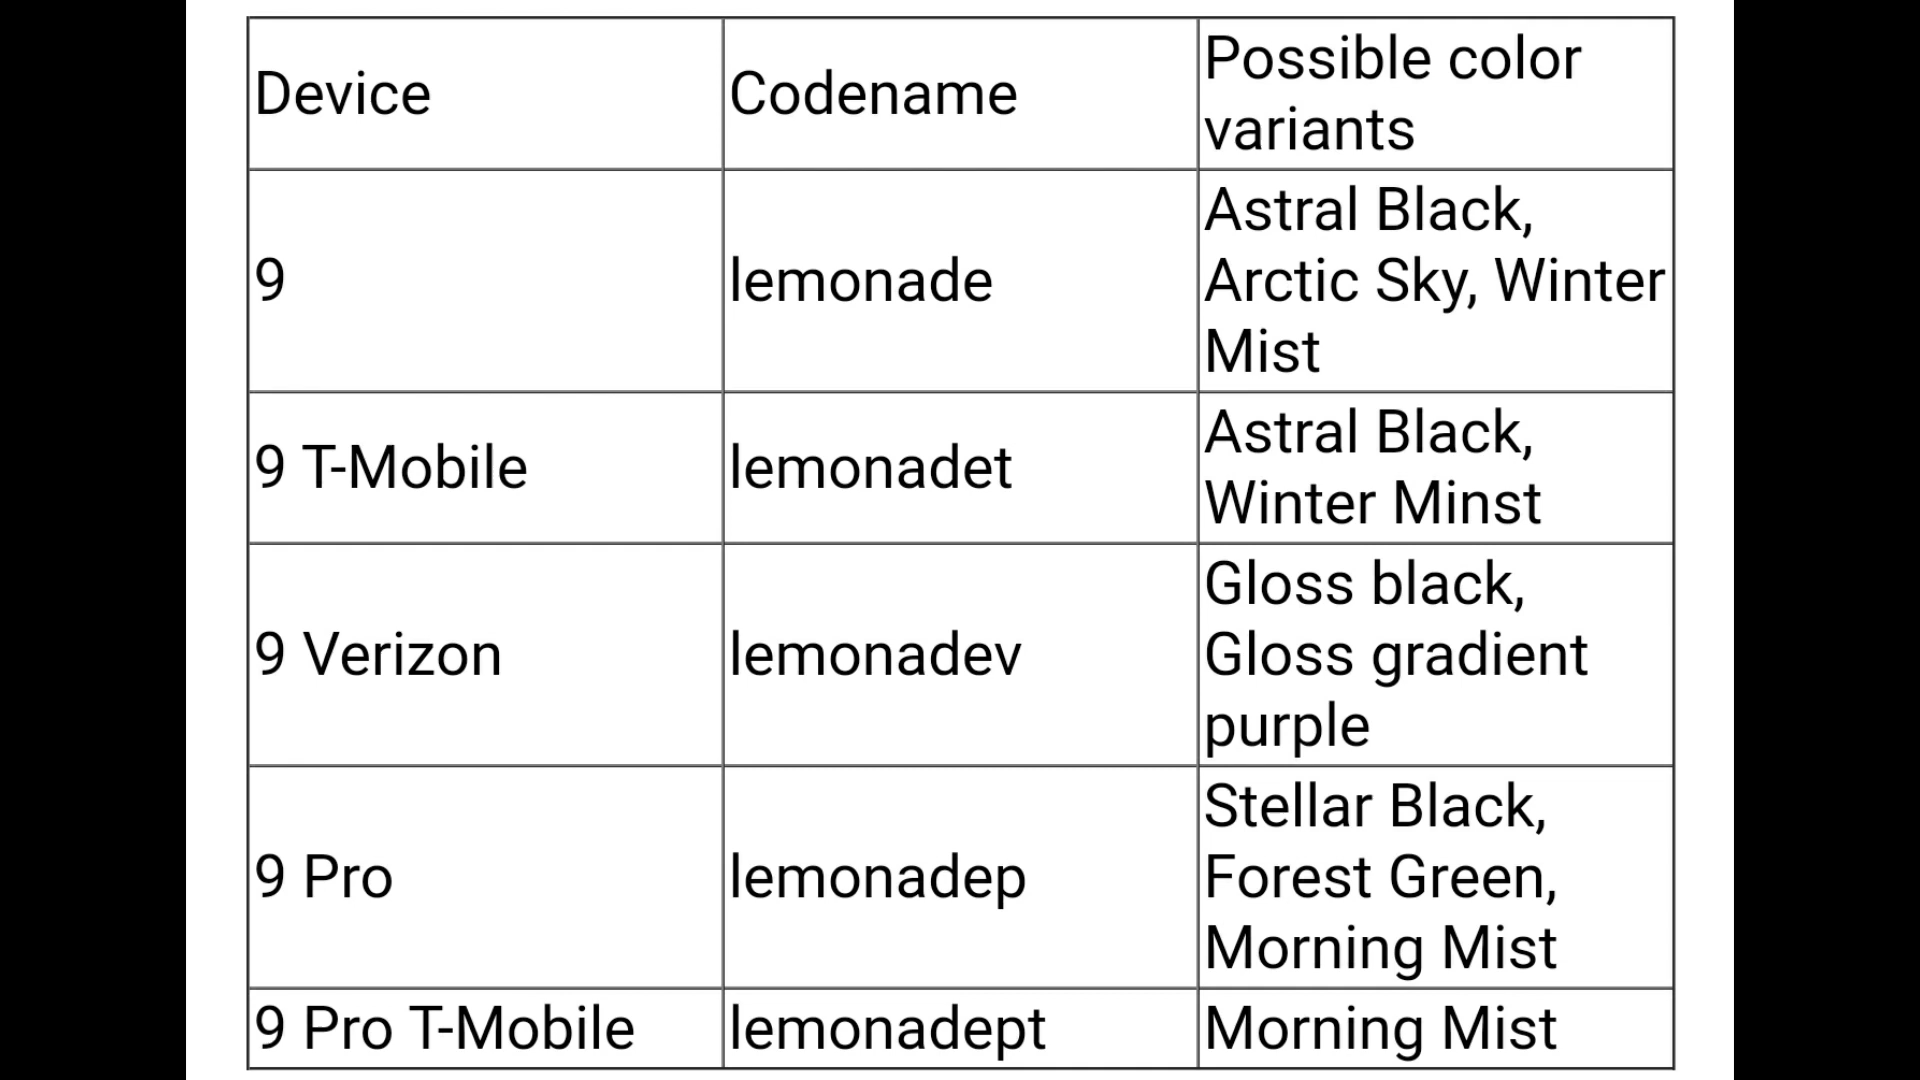 Device Codename Possible color
variants
9 lemonade Astral Black,
Arctic Sky, Winter
Mist
9 T-Mobile lemonadet Astral Black,
Winter Minst
9 Verizon lemonadev Gloss black,
Gloss gradient
purple
9 Pro lemonadep Stellar Black,
Forest Green,
Morning Mist
9 Pro T-Mobile lemonadept Morning Mist